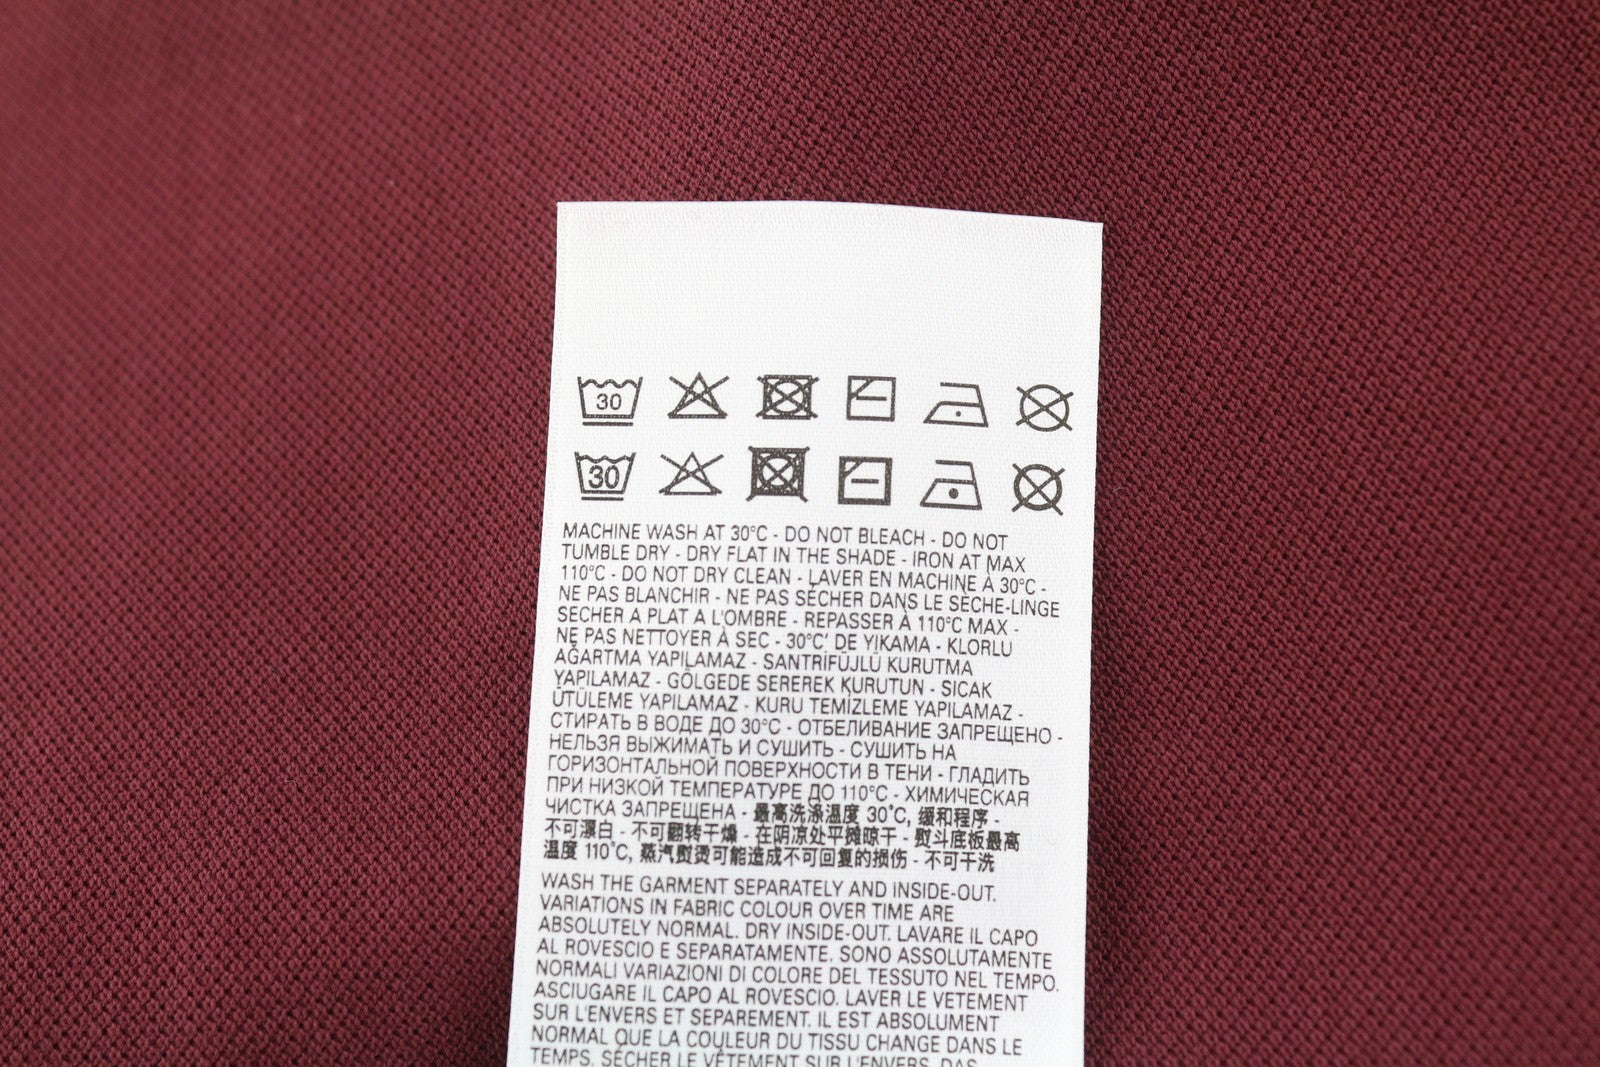 30
30
MACHINE WASH AT 30°C - DO NOT BLEACH - DO NOT
TUMBLE DRY - DRY FLAT IN THE SHADE - IRON AT MAX
110°C - DO NOT DRY CLEAN - LAVER EN MACHINE À 30°C -
NE PAS BLANCHIR - NE PAS SÉCHER DANS LE SÈCHE-LINGE
SECHER A PLAT A L'OMBRE - REPASSER À 110°C MAX -
NE PAS NETTOYER À SEC - 30°C' DE YIKAMA - KLORLU
AĞARTMA YAPILAMAZ - SANTRİFÜJLÜ KURUTMA
YAPILAMAZ - GÖLGEDE SEREREK KURUTUN - SICAK
ÜTÜLEME YAPILAMAZ - KURU TEMİZLEME YAPILAMAZ -
СТИРАТЬ В ВОДЕ ДО 30°C - ОТБЕЛИВАНИЕ ЗАПРЕЩЕНО -
НЕЛЬЗЯ ВЫЖИМАТЬ И СУШИТЬ - СУШИТЬ НА
ГОРИЗОНТАЛЬНОЙ ПОВЕРХНОСТИ В ТЕНИ - ГЛАДИТЬ
ПРИ НИЗКОЙ ТЕМПЕРАТУРЕ ДО 110°C - ХИМИЧЕСКАЯ
ЧИСТКА ЗАПРЕЩЕНА - 最高洗涤温度 30°C, 缓和程序 -
不可漂白 - 不可翻转干燥 - 在阴凉处平摊晾干 - 熨斗底板最高
温度 110°C, 蒸汽熨烫可能造成不可回复的损伤 - 不可干洗
WASH THE GARMENT SEPARATELY AND INSIDE-OUT.
VARIATIONS IN FABRIC COLOUR OVER TIME ARE
ABSOLUTELY NORMAL. DRY INSIDE-OUT. LAVARE IL CAPO
AL ROVESCIO E SEPARATAMENTE. SONO ASSOLUTAMENTE
NORMALI VARIAZIONI DI COLORE DEL TESSUTO NEL TEMPO.
ASCIUGARE IL CAPO AL ROVESCIO. LAVER LE VETEMENT
SUR L'ENVERS ET SEPAREMENT. IL EST ABSOLUMENT
NORMAL QUE LA COULEUR DU TISSU CHANGE DANS LE
TEMPS. SÉCHER LE VÊTEMENT SUR L'ENVERS. DAS